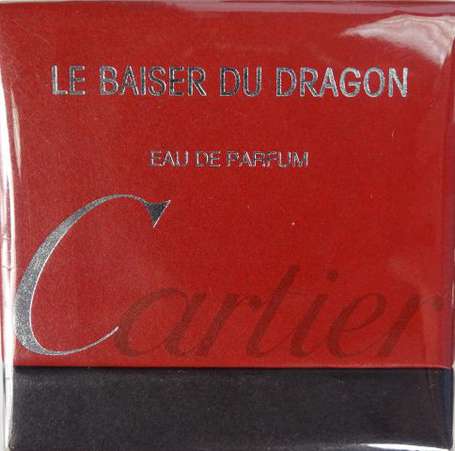 LE BAISER DU DRAGON
EAU DE PARFUM
Cartier